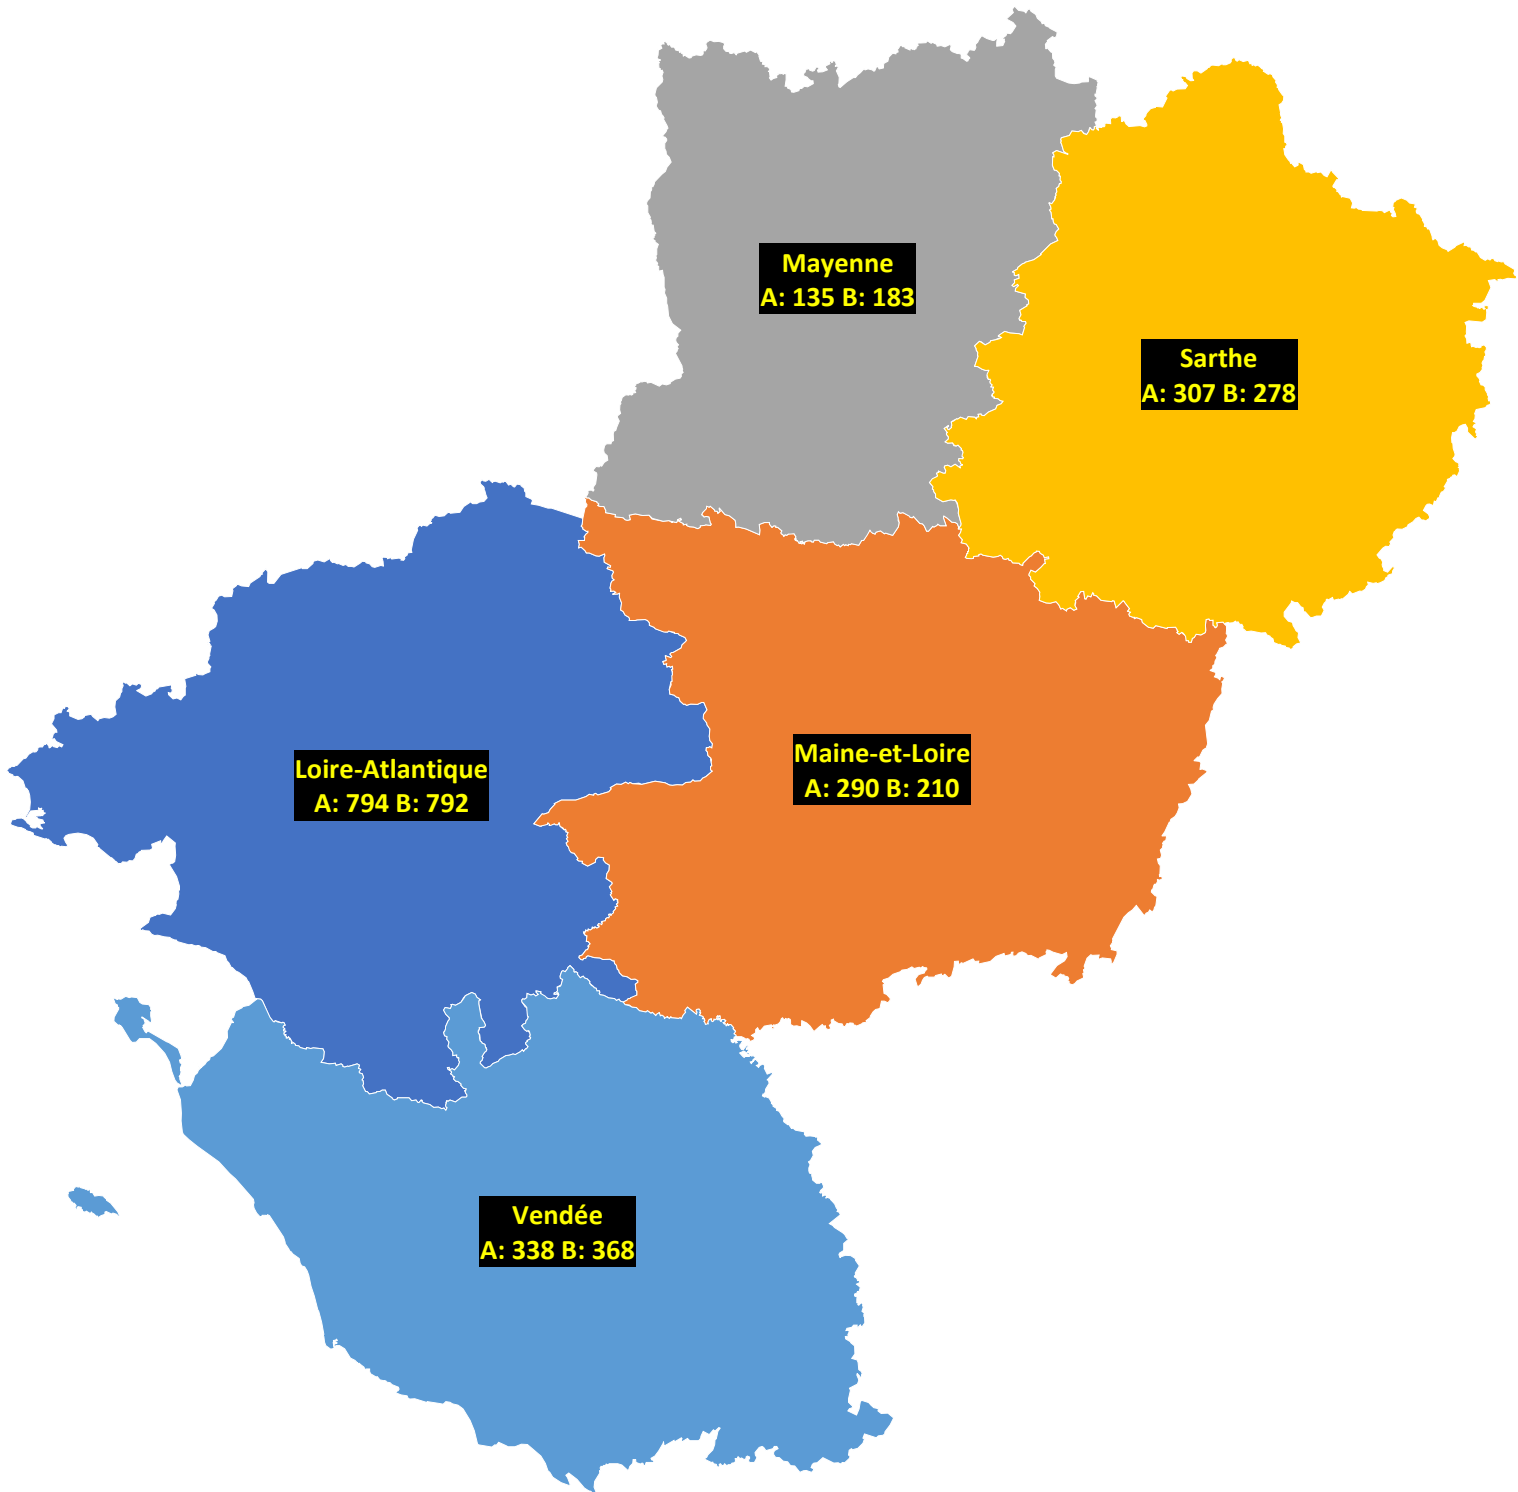 Mayenne
A: 135 B: 183
Sarthe
A: 307 B: 278
Loire-Atlantique
A: 794 B: 792
Maine-et-Loire
A: 290 B: 210
Vendée
A: 338 B: 368